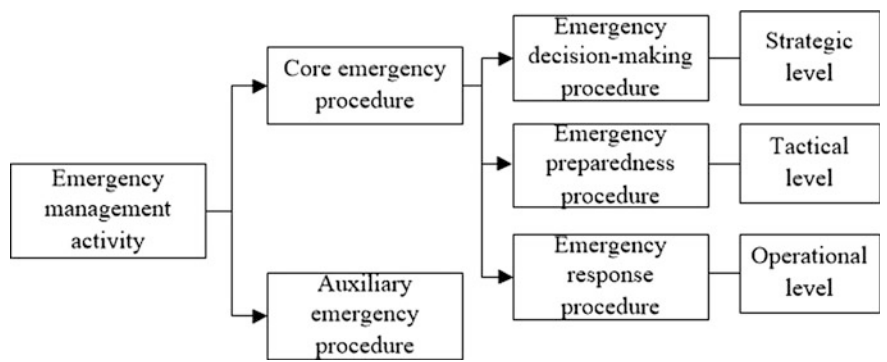 Emergency
management
activity
Core emergency
procedure
Auxiliary
emergency
procedure
Emergency
decision-making
procedure
Strategic
level
Emergency
preparedness
procedure
Tactical
level
Emergency
response
procedure
Operational
level